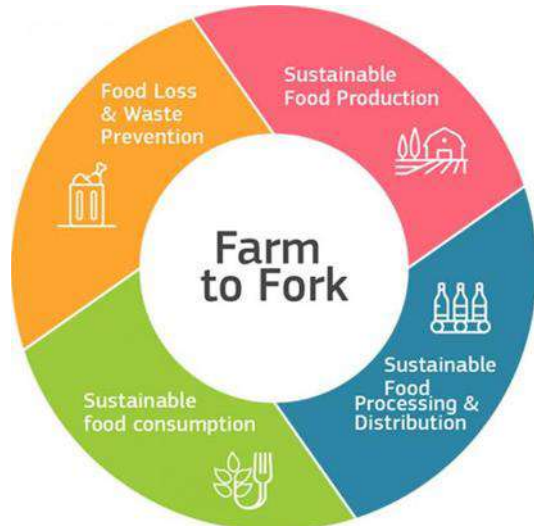 Food Loss
& Waste
Prevention
Sustainable
Food Production
Farm
to Fork
Sustainable
Food
Processing &
Distribution
Sustainable
food consumption